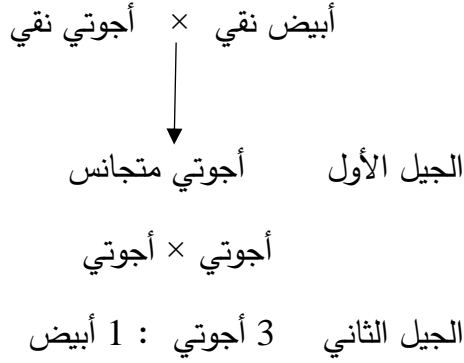 أبيض نقي × أجوتي نقي
الجيل الأول أجوتي متجانس
أجوتي × أجوتي
الجيل الثاني 3 أجوتي : 1 أبيض